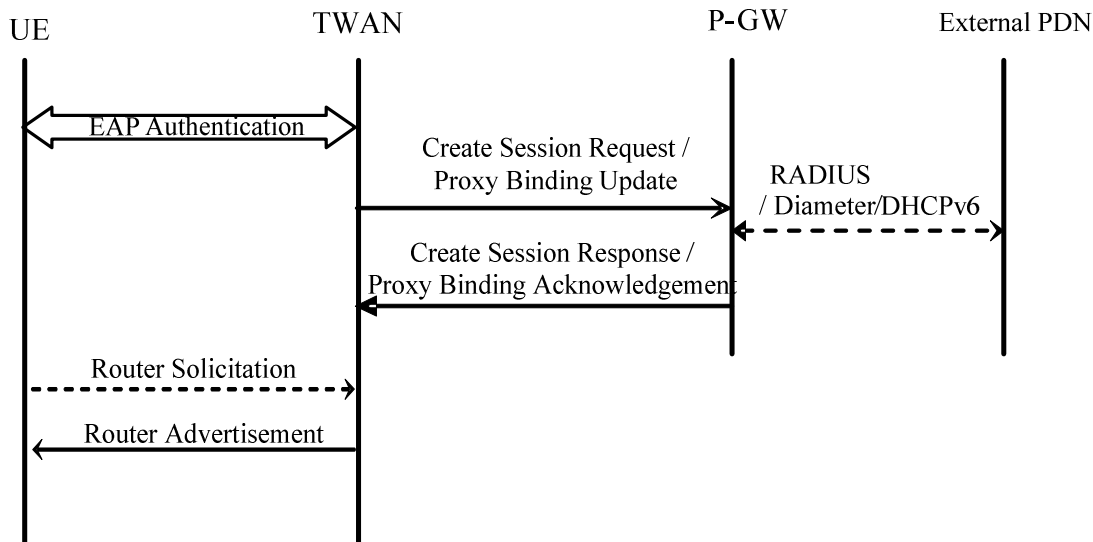 UE
TWAN
P-GW
External PDN
EAP Authentication
Create Session Request /
Proxy Binding Update
RADIUS
/ Diameter/DHCPv6
Create Session Response /
Proxy Binding Acknowledgement
Router Solicitation
Router Advertisement